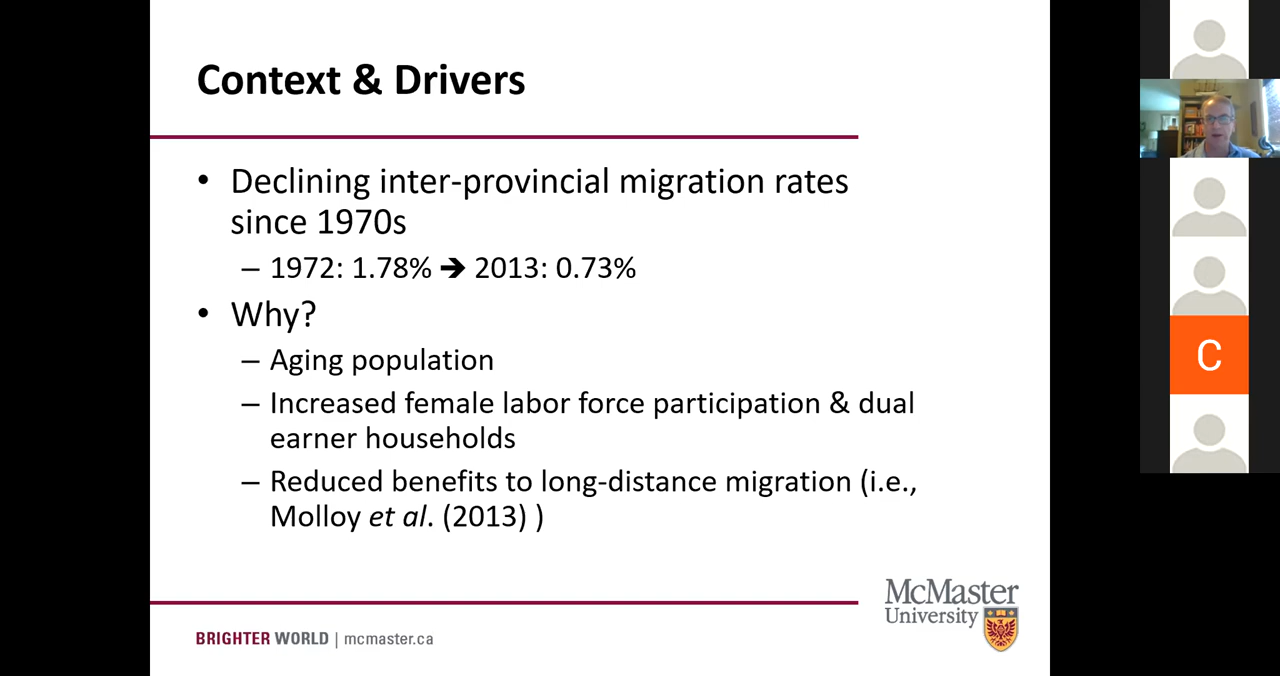 Context & Drivers
• Declining inter-provincial migration rates
since 1970s
– 1972: 1.78% ➔ 2013: 0.73%
• Why?
– Aging population
– Increased female labor force participation & dual
earner households
– Reduced benefits to long-distance migration (i.e.,
Molloy et al. (2013) )
McMaster
University
BRIGHTER WORLD | mcmaster.ca
C